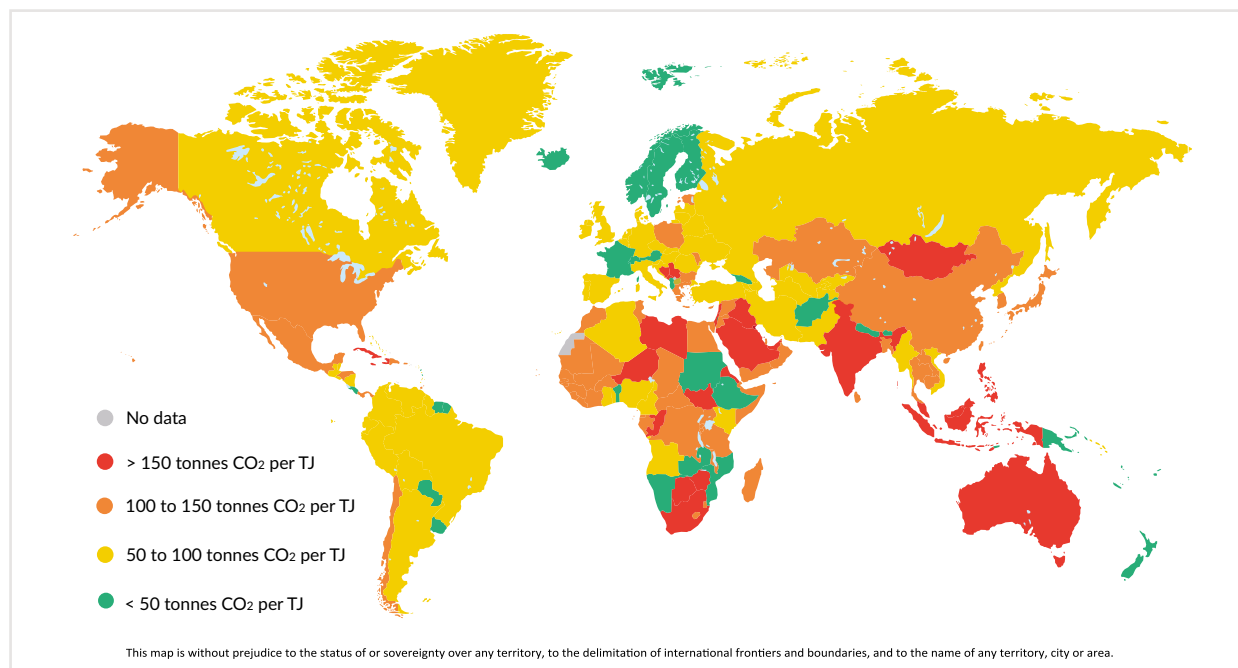 No data
> 150 tonnes CO2 per TJ
100 to 150 tonnes CO2 per TJ
50 to 100 tonnes CO2 per TJ
< 50 tonnes CO2 per TJ
This map is without prejudice to the status of or sovereignty over any territory, to the delimitation of international frontiers and boundaries, and to the name of any territory, city or area.